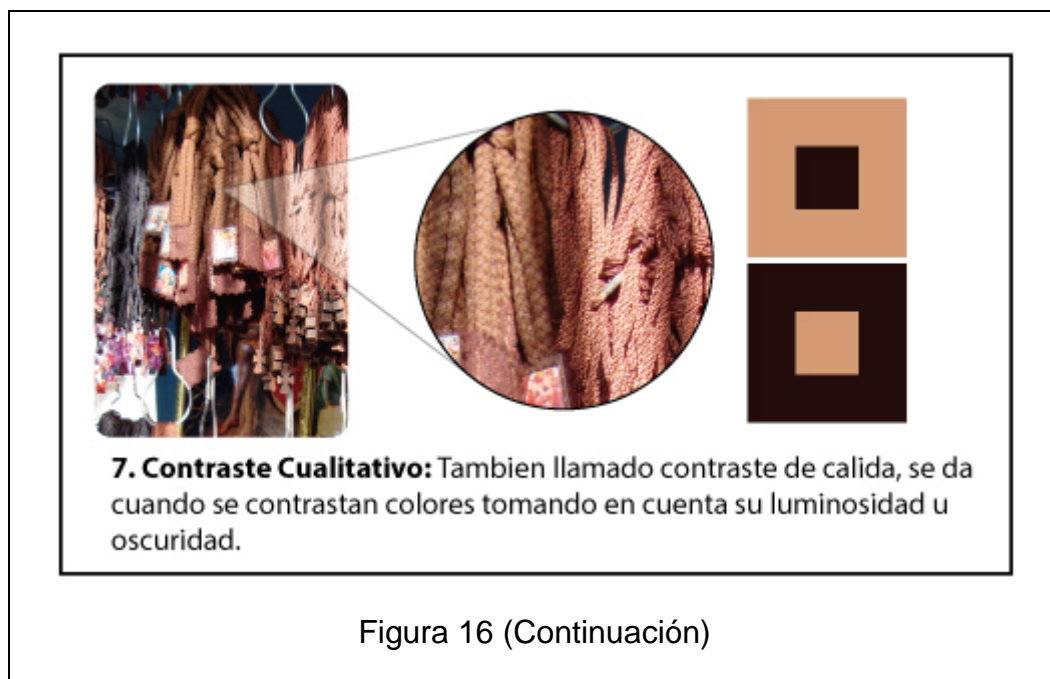 7. Contraste Cualitativo: Tambien llamado contraste de calida, se da
cuando se contrastan colores tomando en cuenta su luminosidad u
oscuridad.
Figura 16 (Continuación)